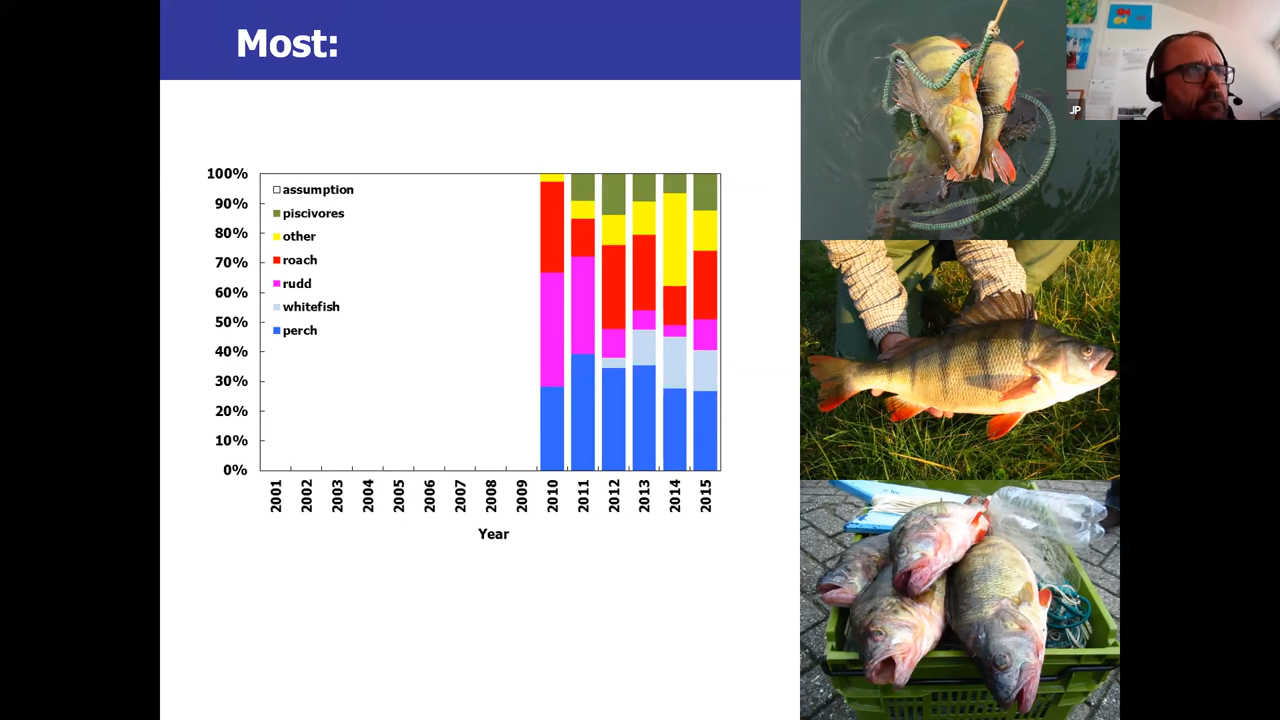 Most:
100%
90%
80%
70%
60%
50%
40%
30%
20%
10%
0%
assumption
piscivores
other
roach
rudd
whitefish
perch
2001
2002
2003
2004
2005
2006
2007
2008
2009
2010
2011
2012
2013
2014
2015
Year
JP